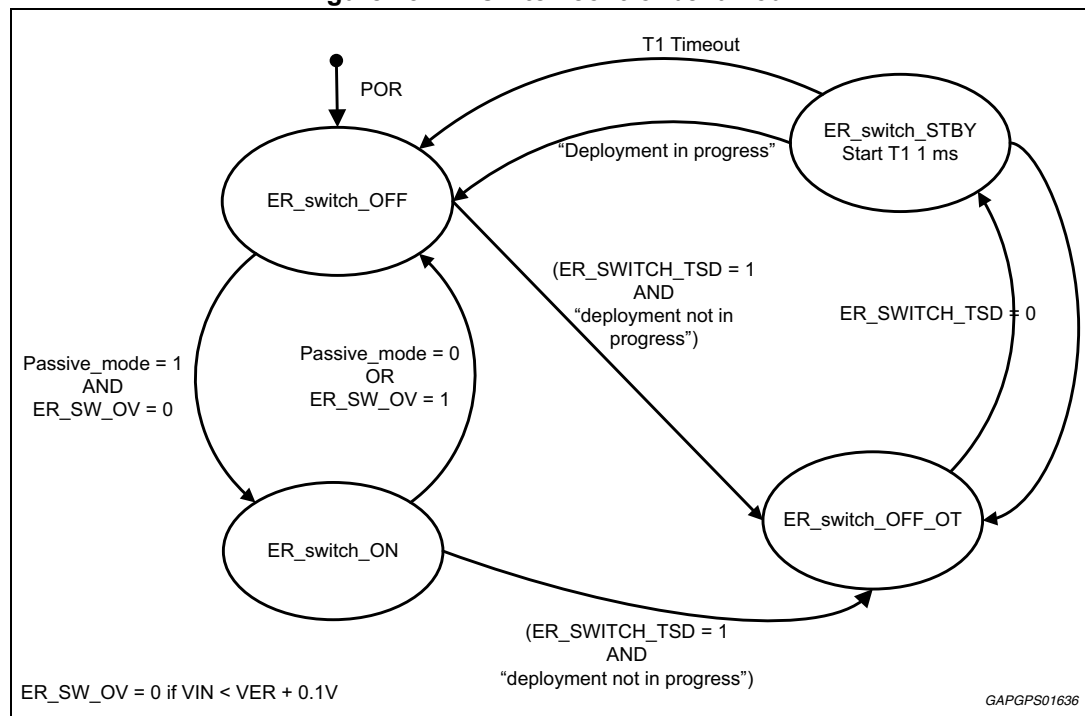 T1 Timeout
POR
ER_switch_STBY
Start T1 1 ms
“Deployment in progress”
ER_switch_OFF
(ER_SWITCH_TSD = 1
AND
“deployment not in
progress”)
ER_SWITCH_TSD = 0
Passive_mode = 1
AND
ER_SW_OV = 0
Passive_mode = 0
OR
ER_SW_OV = 1
ER_switch_OFF_OT
ER_switch_ON
(ER_SWITCH_TSD = 1
AND
“deployment not in progress”)
ER_SW_OV = 0 if VIN < VER + 0.1V
GAPGPS01636